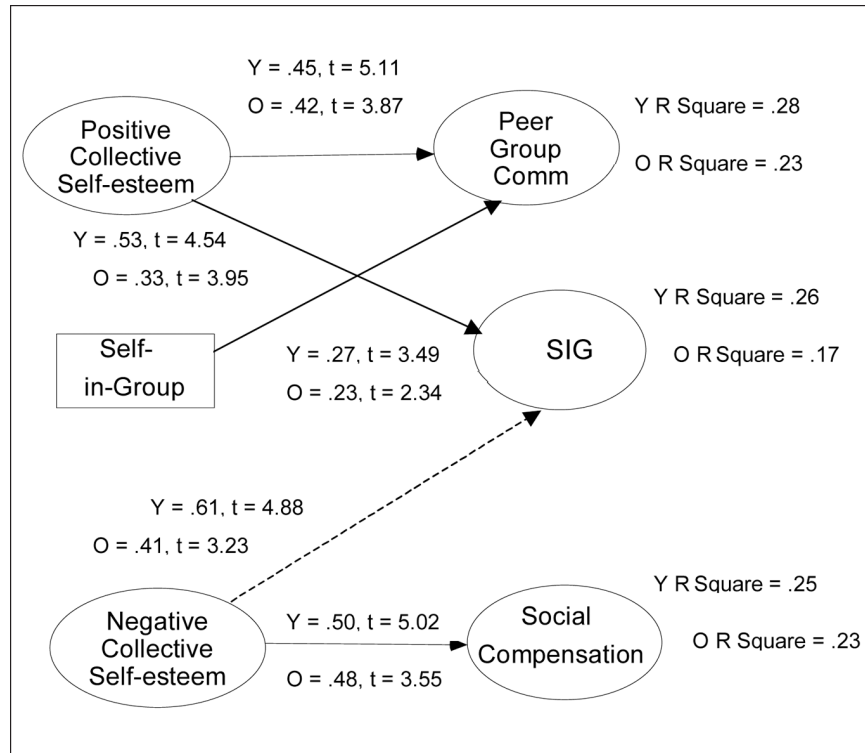 Y = .45, t = 5.11
O = .42, t = 3.87
Positive
Collective
Self-esteem
Peer
Group
Comm
Y R Square = .28
O R Square = .23
Y = .53, t = 4.54
O = .33, t = 3.95
Self-
in-Group
Y = .27, t = 3.49
O = .23, t = 2.34
SIG
Y R Square = .26
O R Square = .17
Y = .61, t = 4.88
O = .41, t = 3.23
Negative
Collective
Self-esteem
Y = .50, t = 5.02
O = .48, t = 3.55
Social
Compensation
Y R Square = .25
O R Square = .23